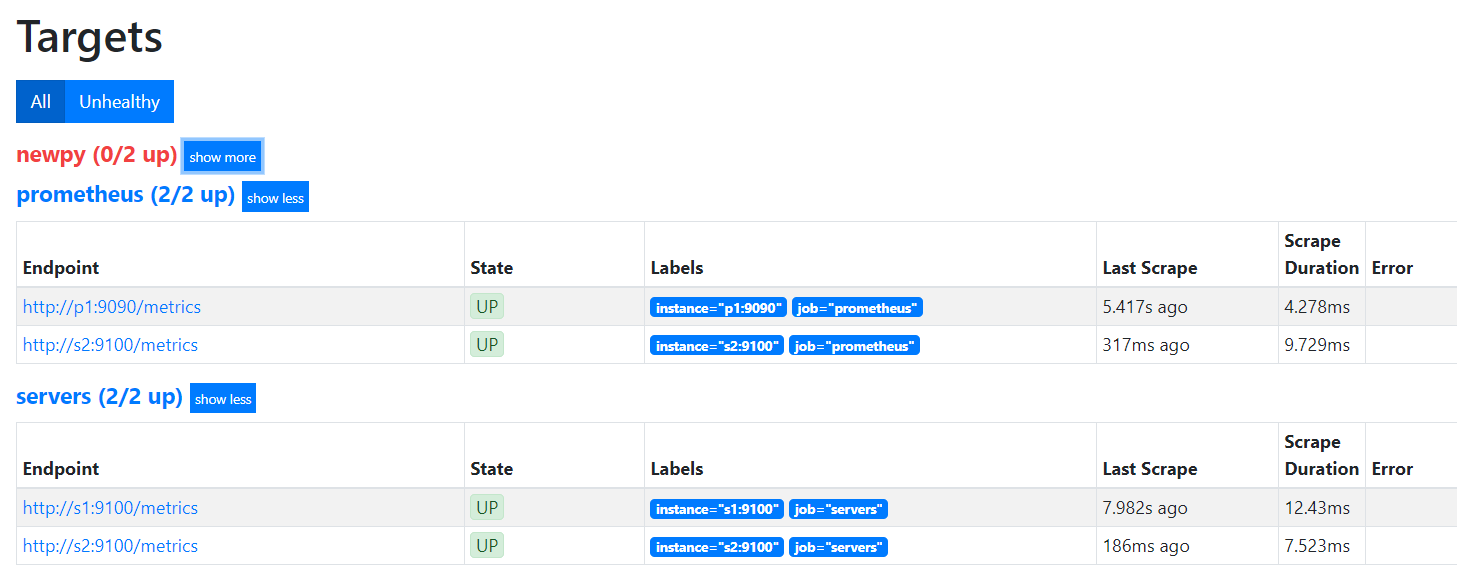 Targets
All Unhealthy
newpy (0/2 up) show more
prometheus (2/2 up) show less
Endpoint State Labels Last Scrape Scrape Duration Error
http://p1:9090/metrics UP instance="p1:9090" job="prometheus" 5.417s ago 4.278ms
http://s2:9100/metrics UP instance="s2:9100" job="prometheus" 317ms ago 9.729ms
servers (2/2 up) show less
Endpoint State Labels Last Scrape Scrape Duration Error
http://s1:9100/metrics UP instance="s1:9100" job="servers" 7.982s ago 12.43ms
http://s2:9100/metrics UP instance="s2:9100" job="servers" 186ms ago 7.523ms